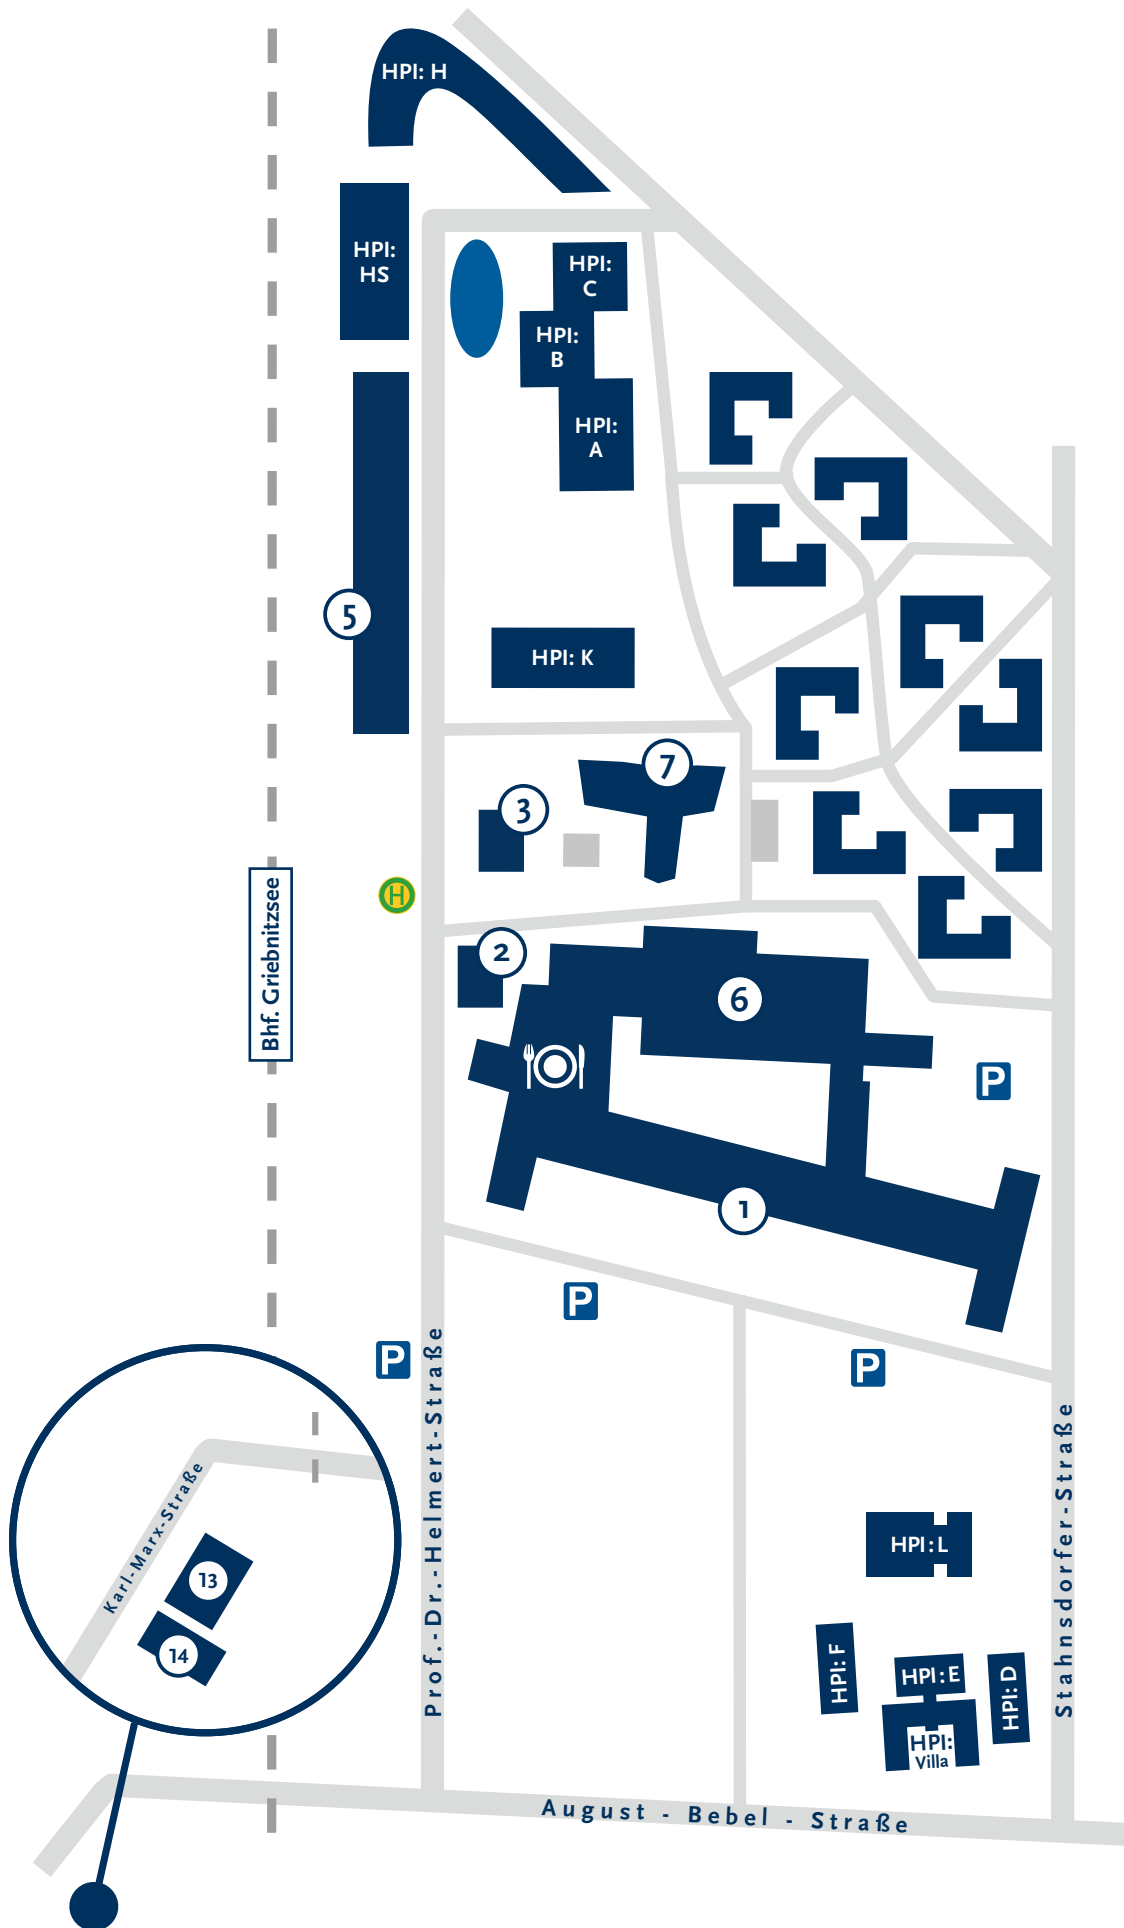 HPI: H
HPI:
HS
HPI:
C
HPI:
B
HPI:
A
5
HPI: K
7
3
H
Bhf. Griebnitzsee
2
6
P
1
P
P
P
Prof.-Dr.-Helmert-Straße
Stahnsdorfer-Straße
Karl-Marx-Straße
13
14
HPI:L
HPI: F
HPI:E
HPI: D
HPI:
Villa
August - Bebel - Straße